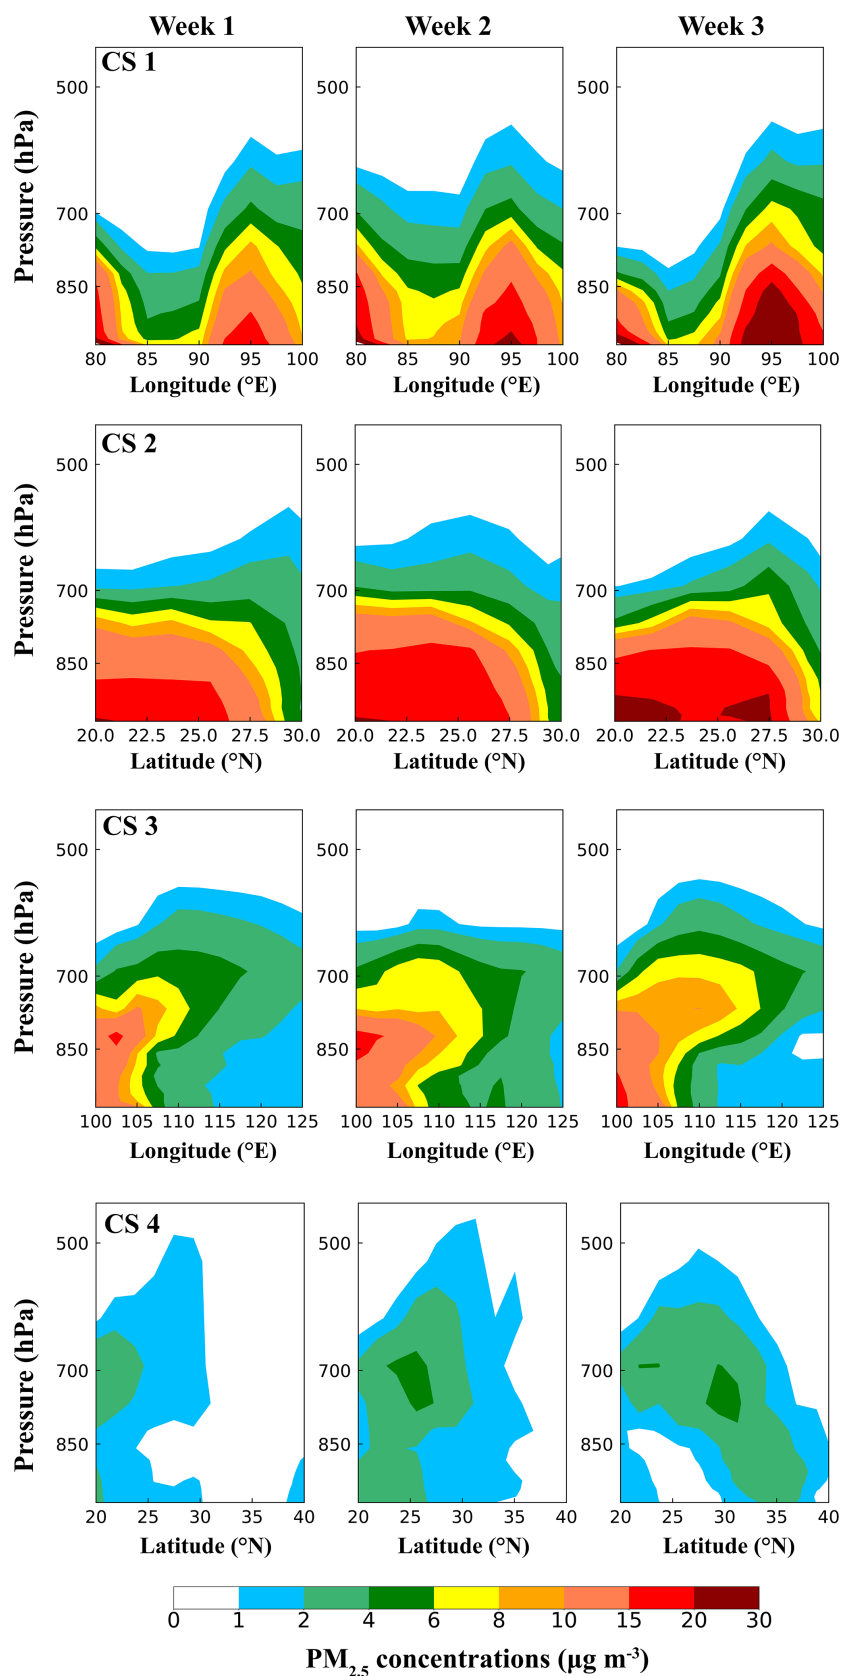 Week 1 Week 2 Week 3
CS 1
Pressure (hPa)
500
700
850
500
700
850
500
700
850
80 85 90 95 100
80 85 90 95 100
80 85 90 95 100
Longitude (°E) Longitude (°E) Longitude (°E)
CS 2
Pressure (hPa)
500
700
850
500
700
850
500
700
850
20.0 22.5 25.0 27.5 30.0
20.0 22.5 25.0 27.5 30.0
20.0 22.5 25.0 27.5 30.0
Latitude (°N) Latitude (°N) Latitude (°N)
CS 3
Pressure (hPa)
500
700
850
500
700
850
500
700
850
100 105 110 115 120 125
100 105 110 115 120 125
100 105 110 115 120 125
Longitude (°E) Longitude (°E) Longitude (°E)
CS 4
Pressure (hPa)
500
700
850
500
700
850
500
700
850
20 25 30 35 40
20 25 30 35 40
20 25 30 35 40
Latitude (°N) Latitude (°N) Latitude (°N)
0 1 2 4 6 8 10 15 20 30
PM2.5 concentrations (μg m-3)